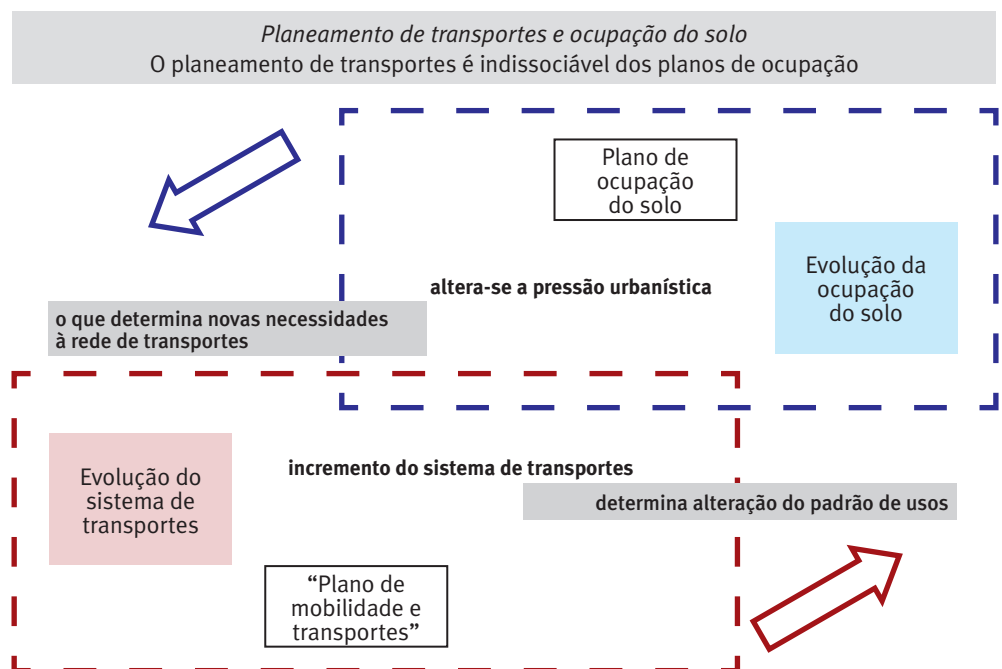 Planeamento de transportes e ocupação do solo
O planeamento de transportes é indissociável dos planos de ocupação
Plano de
ocupação
do solo
Evolução da
ocupação
do solo
altera-se a pressão urbanística
o que determina novas necessidades
à rede de transportes
Evolução do
sistema de
transportes
incremento do sistema de transportes
determina alteração do padrão de usos
“Plano de
mobilidade e
transportes”